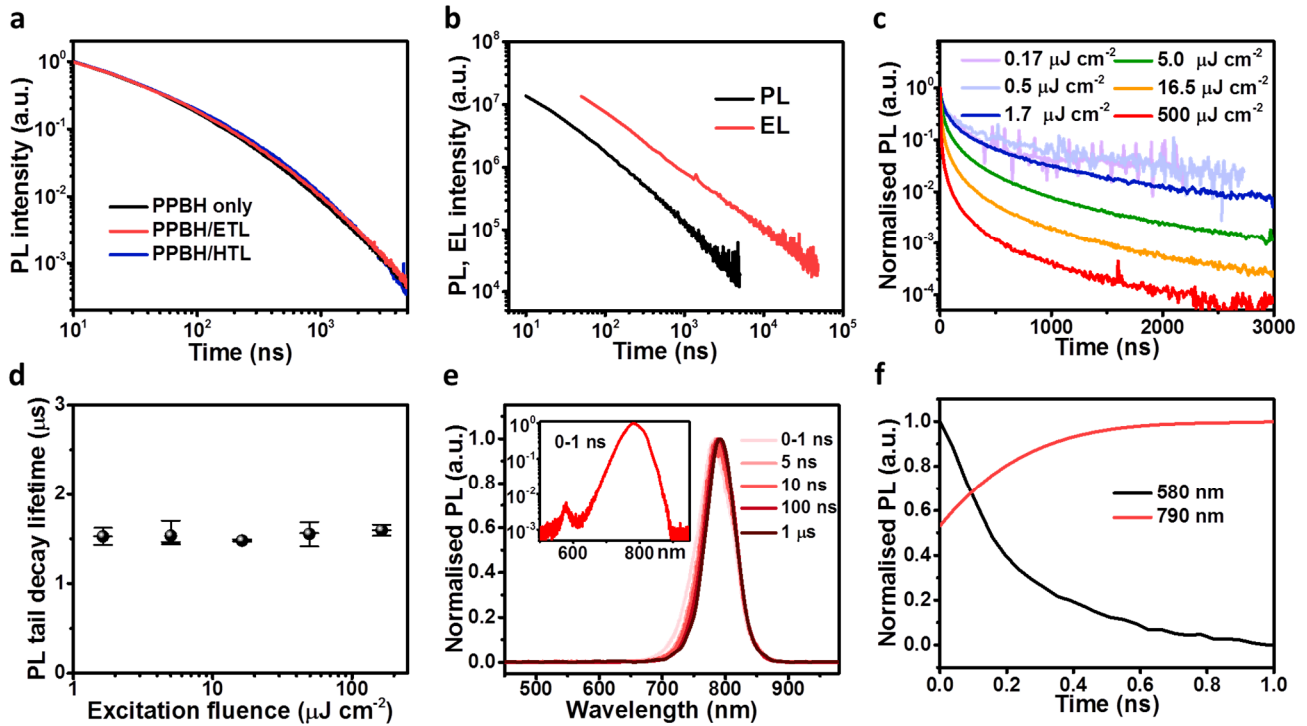 a
PL intensity (a.u.)
10⁰
10⁻¹
10⁻²
10⁻³
PPBH only
PPBH/ETL
PPBH/HTL
10¹ 10² 10³
Time (ns)
b
PL, EL intensity (a.u.)
10⁸
10⁷
10⁶
10⁵
10⁴
PL
EL
10¹ 10² 10³ 10⁴ 10⁵
Time (ns)
c
Normalised PL
10⁰
10⁻¹
10⁻²
10⁻³
10⁻⁴
0.17 μJ cm⁻² 5.0 μJ cm⁻²
0.5 μJ cm⁻² 16.5 μJ cm⁻²
1.7 μJ cm⁻² 500 μJ cm⁻²
0 1000 2000 3000
Time (ns)
d
PL tail decay lifetime (μs)
3
2
1
0
1 10 100
Excitation fluence (μJ cm⁻²)
e
Normalised PL (a.u.)
1.0
0.8
0.6
0.4
0.2
0.0
10⁰
10⁻¹
10⁻²
10⁻³
0-1 ns
600 800 nm
0-1 ns
5 ns
10 ns
100 ns
1 μs
500 600 700 800 900
Wavelength (nm)
f
Normalised PL (a.u.)
1.0
0.8
0.6
0.4
0.2
0.0
580 nm
790 nm
0.0 0.2 0.4 0.6 0.8 1.0
Time (ns)